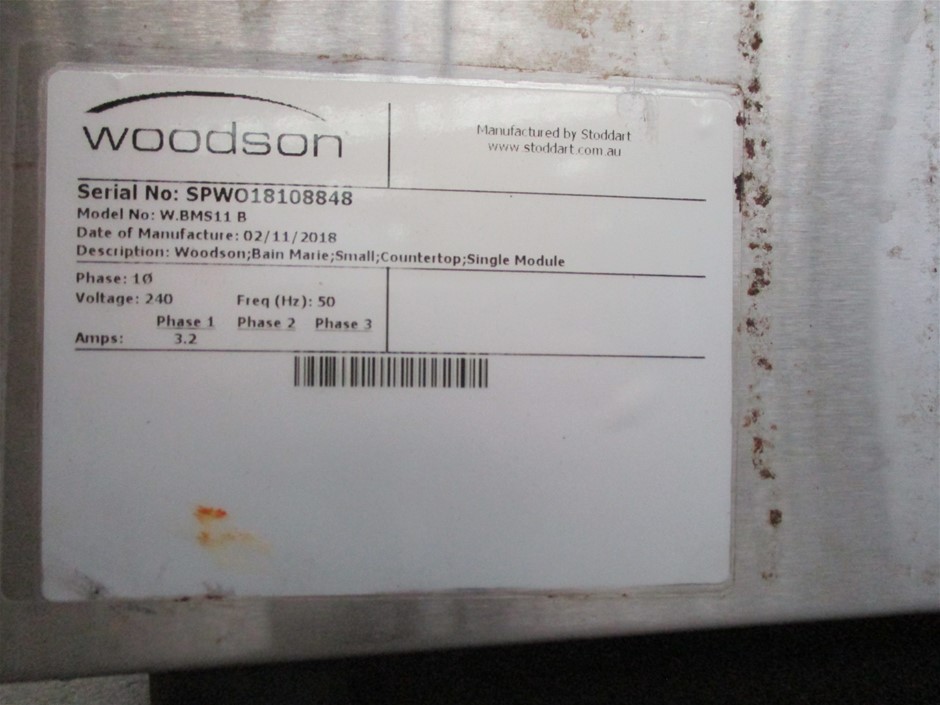 woodson
Manufactured by Stoddart
www.stoddart.com.au
Serial No: SPWO18108848
Model No: W.BMS11 B
Date of Manufacture: 02/11/2018
Description: Woodson;Bain Marie;Small;Countertop;Single Module
Phase: 1Ø
Voltage: 240 Freq (Hz): 50
Phase 1 Phase 2 Phase 3
Amps: 3.2